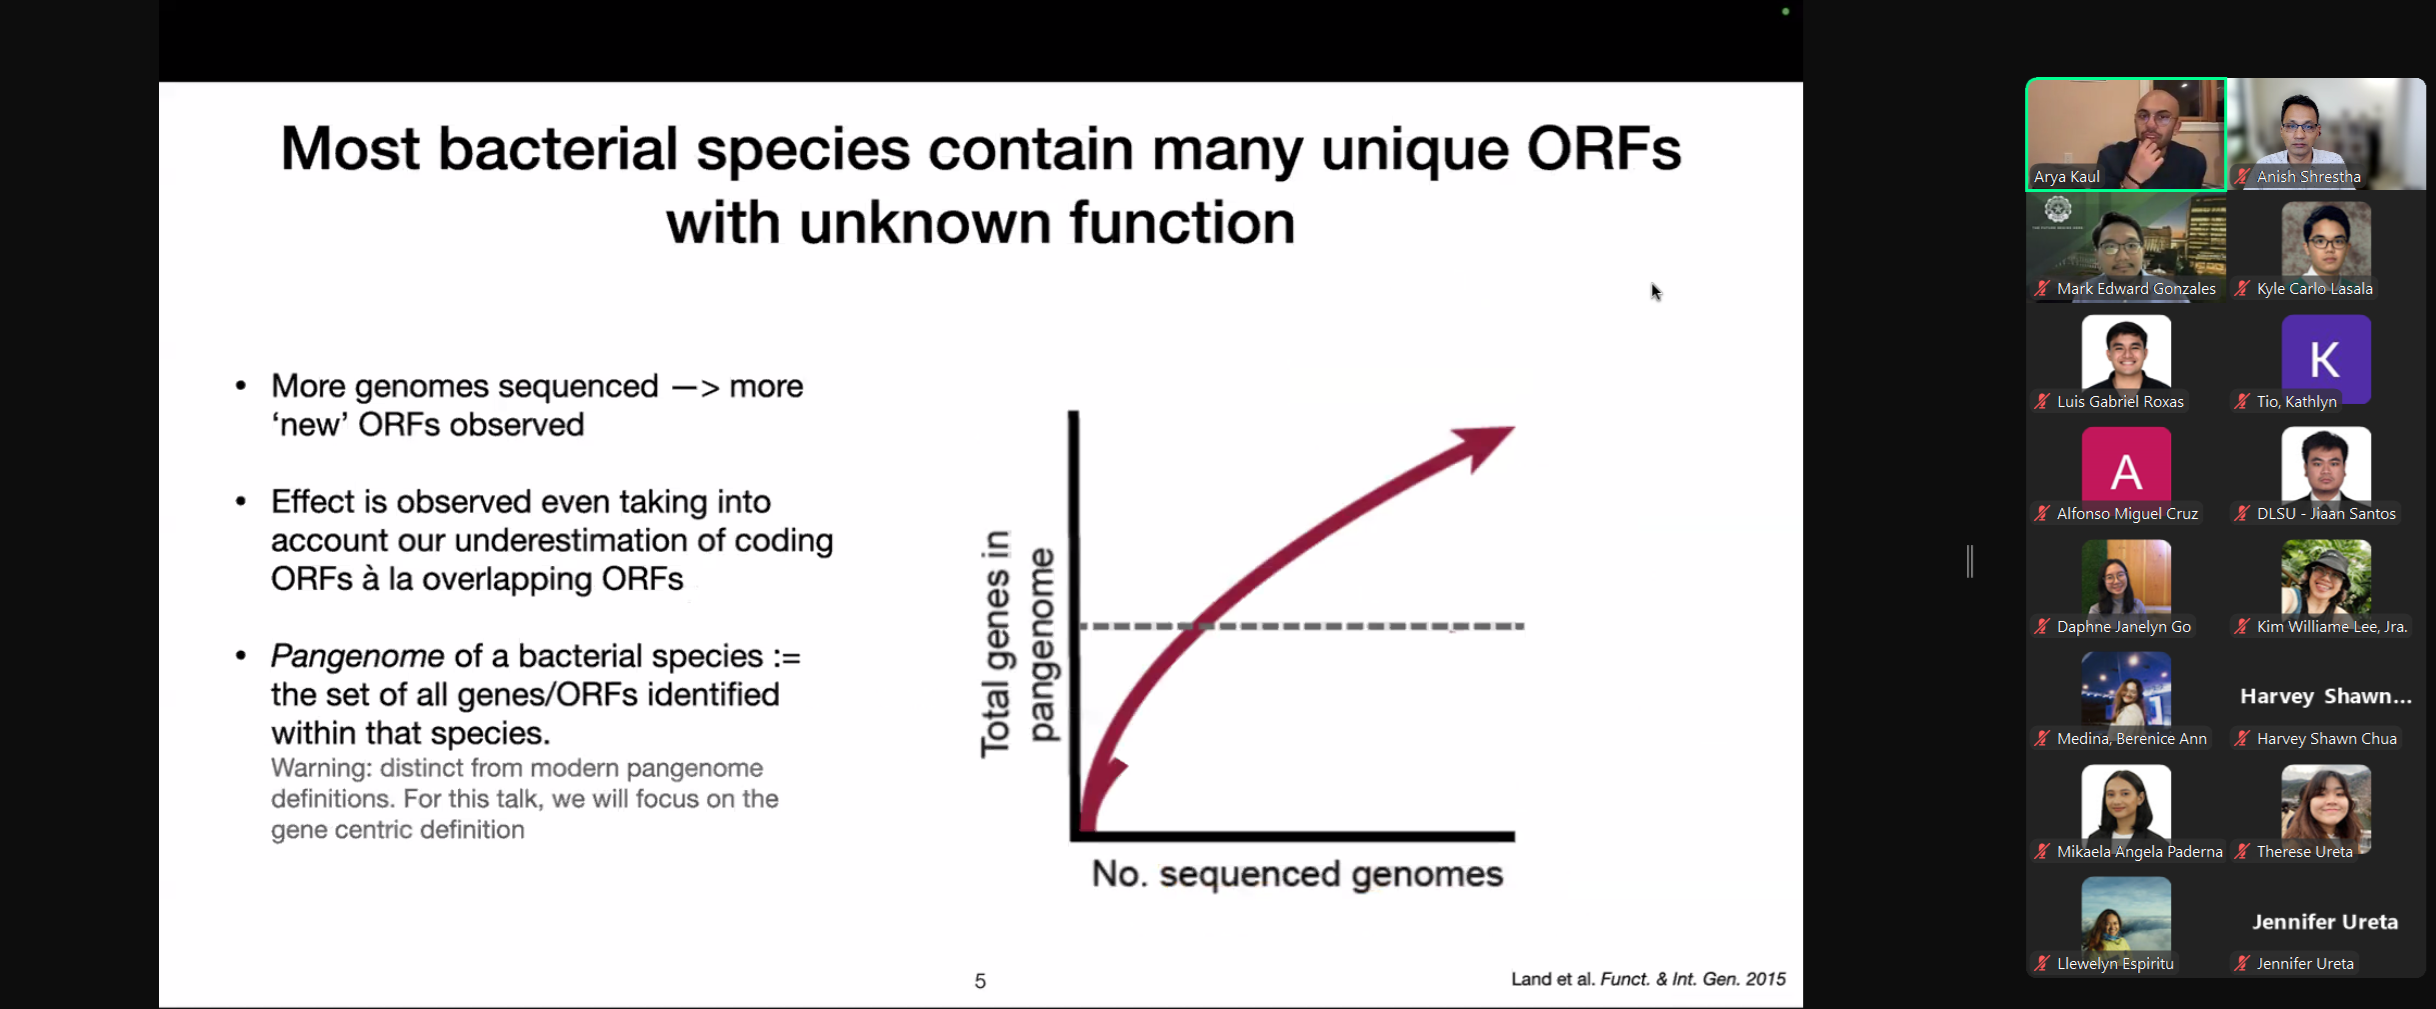 Most bacterial species contain many unique ORFs
with unknown function
• More genomes sequenced —> more
‘new’ ORFs observed
• Effect is observed even taking into
account our underestimation of coding
ORFs à la overlapping ORFs
• Pangenome of a bacterial species :=
the set of all genes/ORFs identified
within that species.
Warning: distinct from modern pangenome
definitions. For this talk, we will focus on the
gene centric definition
Total genes in
pangenome
No. sequenced genomes
5
Land et al. Funct. & Int. Gen. 2015
Arya Kaul
Anish Shrestha
Mark Edward Gonzales
Kyle Carlo Lasala
Luis Gabriel Roxas
K
Tio, Kathlyn
A
Alfonso Miguel Cruz
DLSU - Jiaan Santos
Daphne Janelyn Go
Kim Williame Lee, Jra.
Medina, Berenice Ann
Harvey Shawn...
Harvey Shawn Chua
Mikaela Angela Paderna
Therese Ureta
Llewelyn Espiritu
Jennifer Ureta
Jennifer Ureta